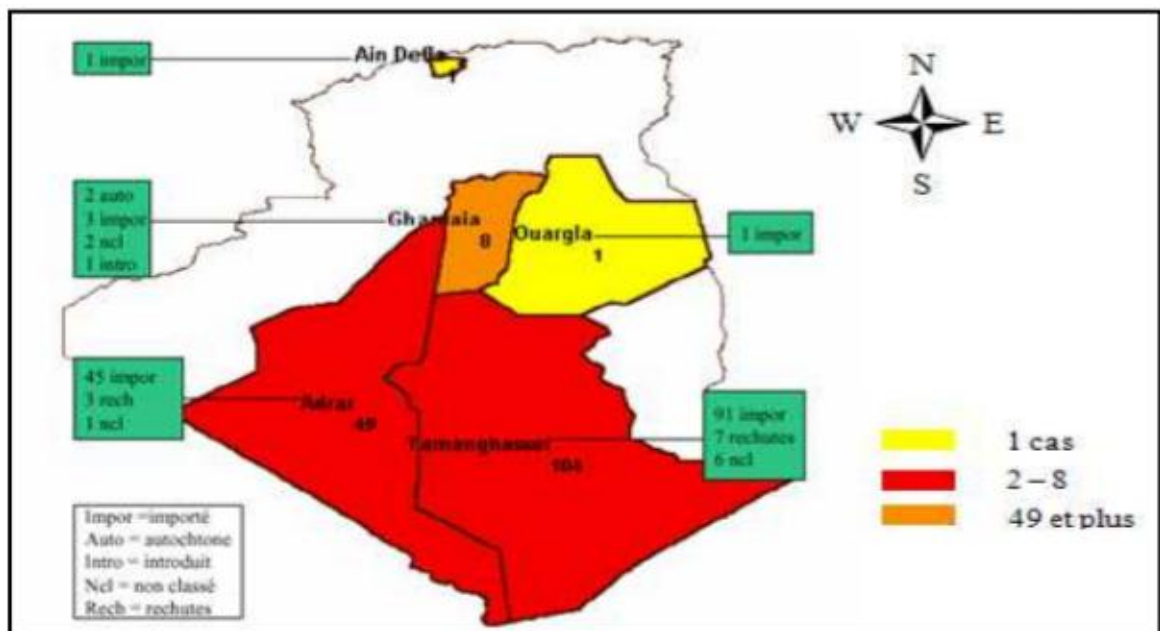 1 impor
Ain Defla
1
N
W
E
S
2 auto
3 impor
2 ncl
1 intro
Ghardaia
8
Ouargla
1
1 impor
45 impor
3 rech
1 ncl
Adrar
49
Tamanghasset
104
91 impor
7 rechutes
6 ncl
1 cas
2 – 8
49 et plus
Impor =importé
Auto = autochtone
Intro = introduit
Ncl = non classé
Rech = rechutes